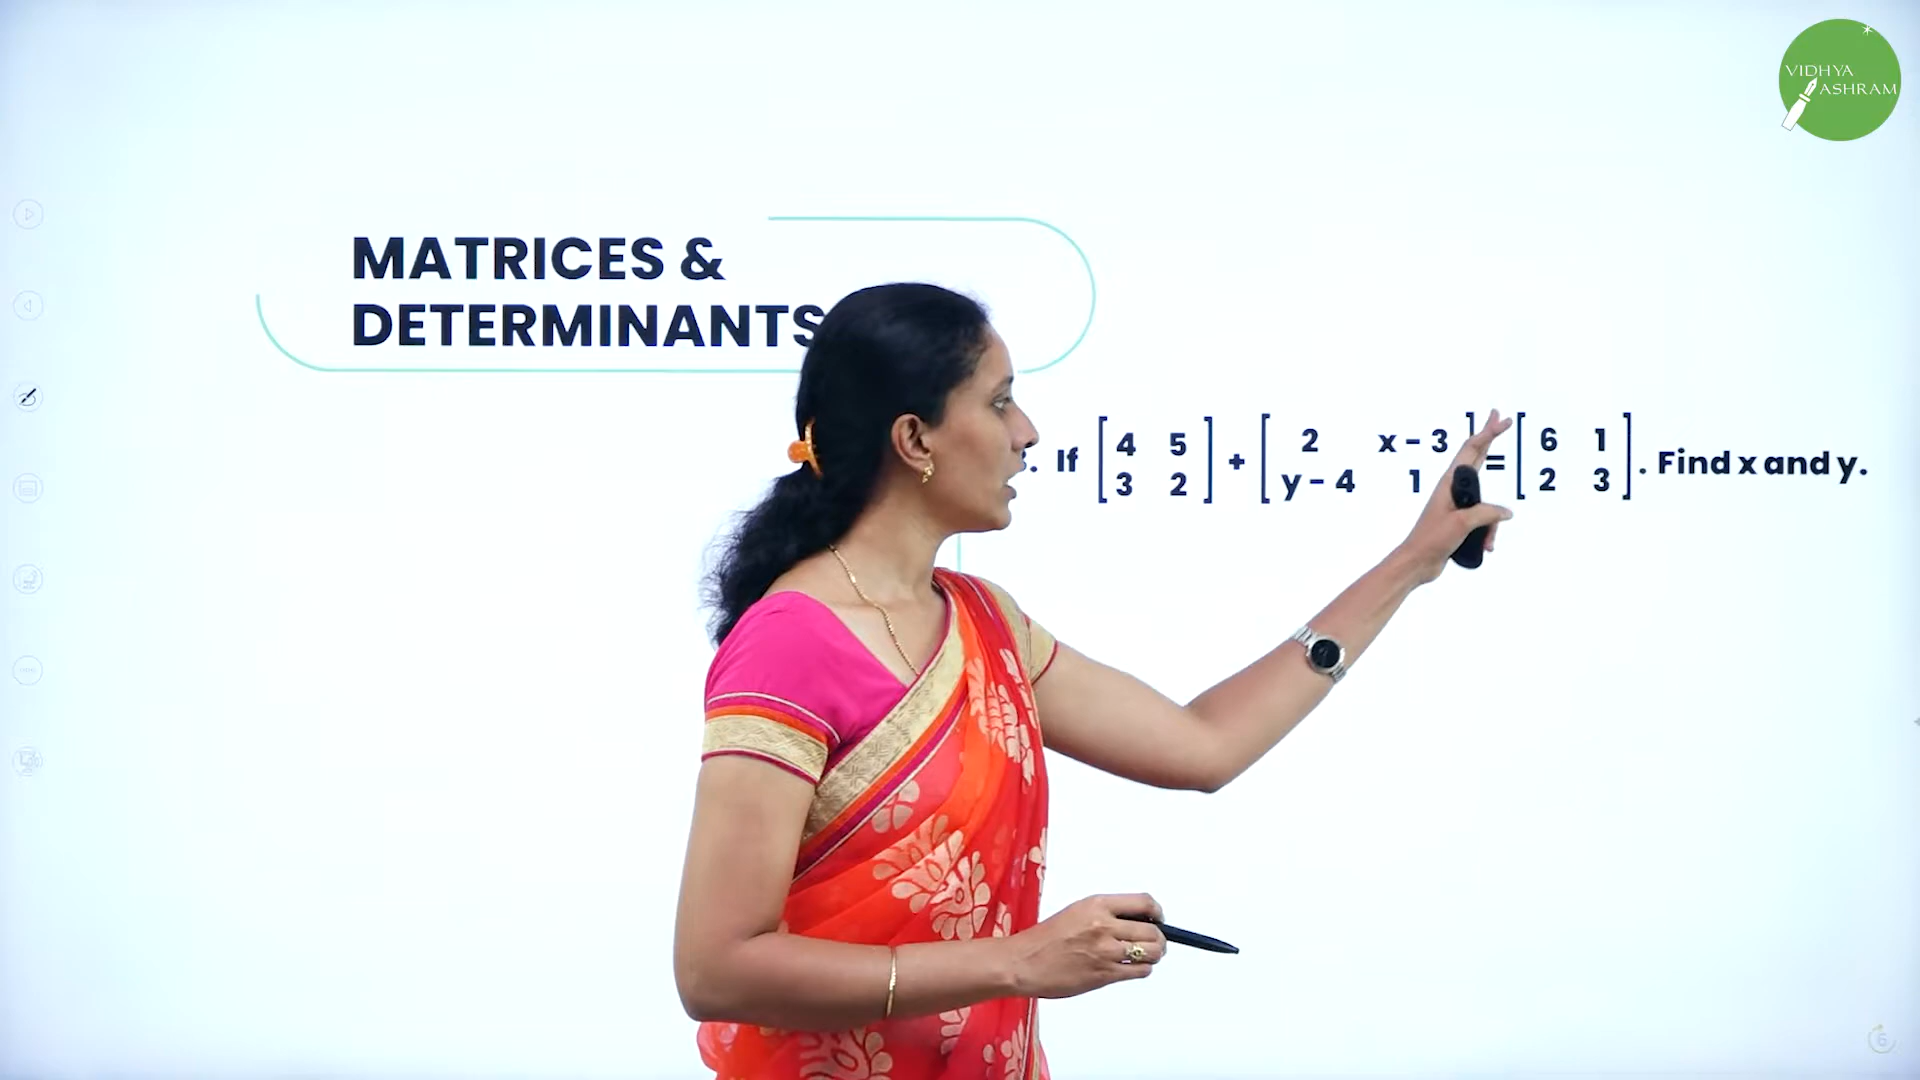 VIDHYA
ASHRAM
MATRICES &
DETERMINANTS
If [4 5] + [2 x - 3] = [6 1]. Find x and y.
[3 2] [y - 4 1] [2 3]
6